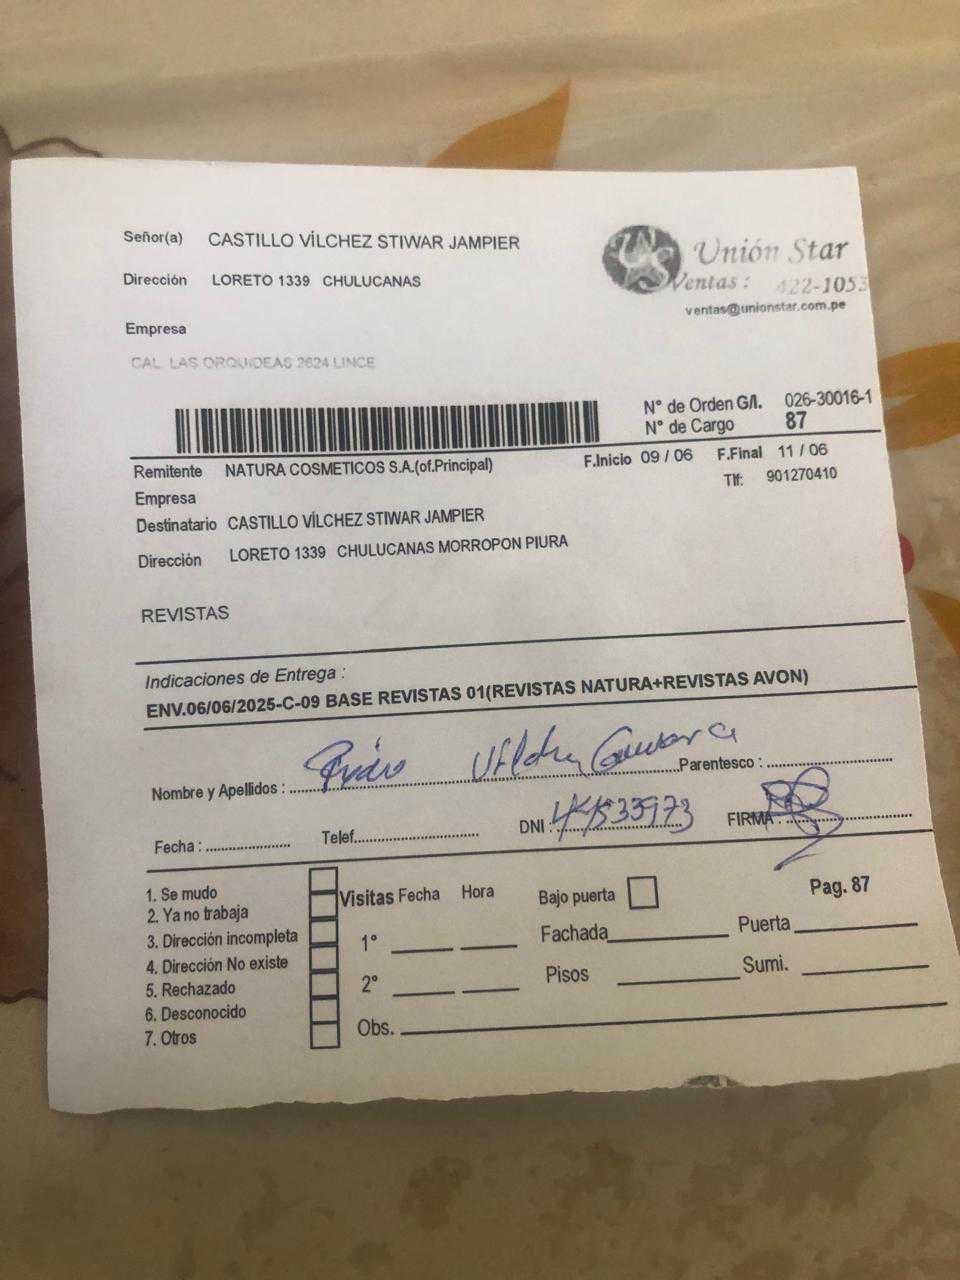 Señor(a) CASTILLO VÍLCHEZ STIWAR JAMPIER
Unión Star
Dirección LORETO 1339 CHULUCANAS
Ventas : 422-1053
ventas@unionstar.com.pe
Empresa
CAL. LAS ORQUIDEAS 2624 LINCE
N° de Orden G/I. 026-30016-1
N° de Cargo 87
Remitente NATURA COSMETICOS S.A.(of.Principal)
F.Inicio 09 / 06 F.Final 11 / 06
Empresa
Tlf: 901270410
Destinatario CASTILLO VÍLCHEZ STIWAR JAMPIER
Dirección LORETO 1339 CHULUCANAS MORROPON PIURA
REVISTAS
Indicaciones de Entrega :
ENV.06/06/2025-C-09 BASE REVISTAS 01(REVISTAS NATURA+REVISTAS AVON)
Nombre y Apellidos : Parentesco :
Fecha : Telef. DNI : 44533973 FIRMA :
1. Se mudo
2. Ya no trabaja
3. Dirección incompleta
4. Dirección No existe
5. Rechazado
6. Desconocido
7. Otros
Visitas Fecha Hora
1°
2°
Obs.
Bajo puerta
Pag. 87
Fachada Puerta
Pisos Sumi.